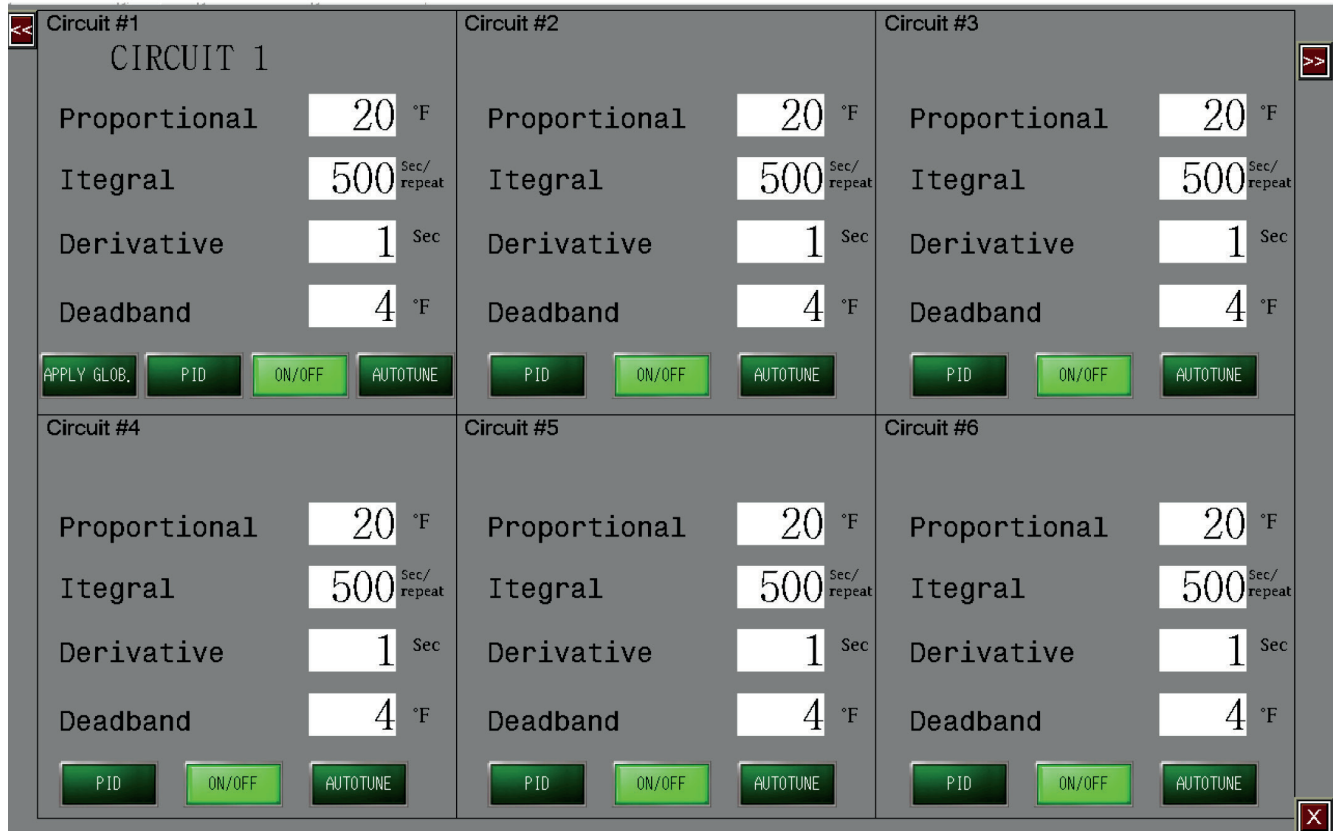 <<
Circuit #1
CIRCUIT 1
Proportional 20 °F
Itegral 500 Sec/ repeat
Derivative 1 Sec
Deadband 4 °F
APPLY GLOB. PID ON/OFF AUTOTUNE
Circuit #2
Proportional 20 °F
Itegral 500 Sec/ repeat
Derivative 1 Sec
Deadband 4 °F
PID ON/OFF AUTOTUNE
Circuit #3
Proportional 20 °F
Itegral 500 Sec/ repeat
Derivative 1 Sec
Deadband 4 °F
PID ON/OFF AUTOTUNE
>>
Circuit #4
Proportional 20 °F
Itegral 500 Sec/ repeat
Derivative 1 Sec
Deadband 4 °F
PID ON/OFF AUTOTUNE
Circuit #5
Proportional 20 °F
Itegral 500 Sec/ repeat
Derivative 1 Sec
Deadband 4 °F
PID ON/OFF AUTOTUNE
Circuit #6
Proportional 20 °F
Itegral 500 Sec/ repeat
Derivative 1 Sec
Deadband 4 °F
PID ON/OFF AUTOTUNE
X